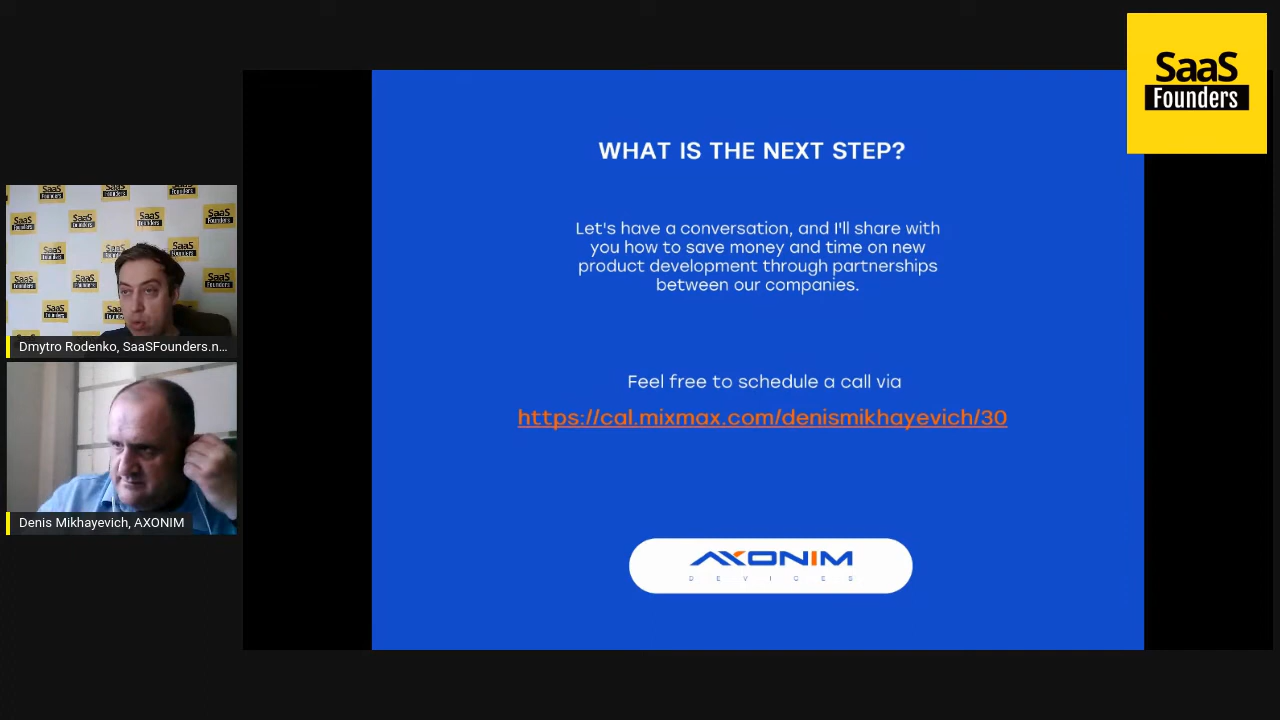 SaaS
Founders
WHAT IS THE NEXT STEP?
Let's have a conversation, and I'll share with
you how to save money and time on new
product development through partnerships
between our companies.
Feel free to schedule a call via
https://cal.mixmax.com/denismikhayevich/30
AXONIM
DEVICES
Dmytro Rodenko, SaaSFounders.n...
Denis Mikhayevich, AXONIM